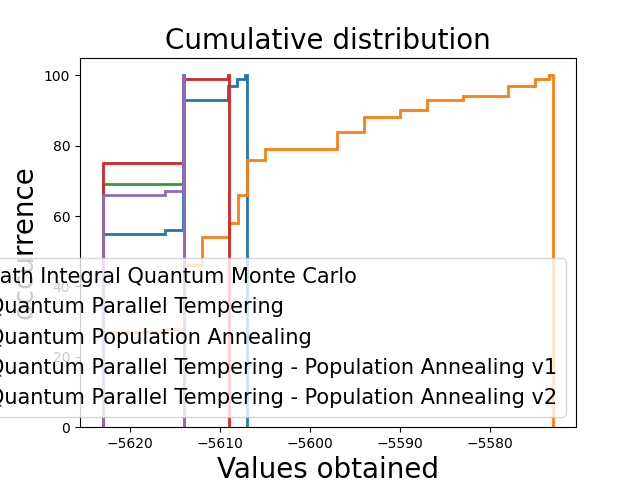 Cumulative distribution
100
80
60
40
20
0
occurrence
ath Integral Quantum Monte Carlo
Quantum Parallel Tempering
Quantum Population Annealing
Quantum Parallel Tempering - Population Annealing v1
Quantum Parallel Tempering - Population Annealing v2
−5620
−5610
−5600
−5590
−5580
Values obtained